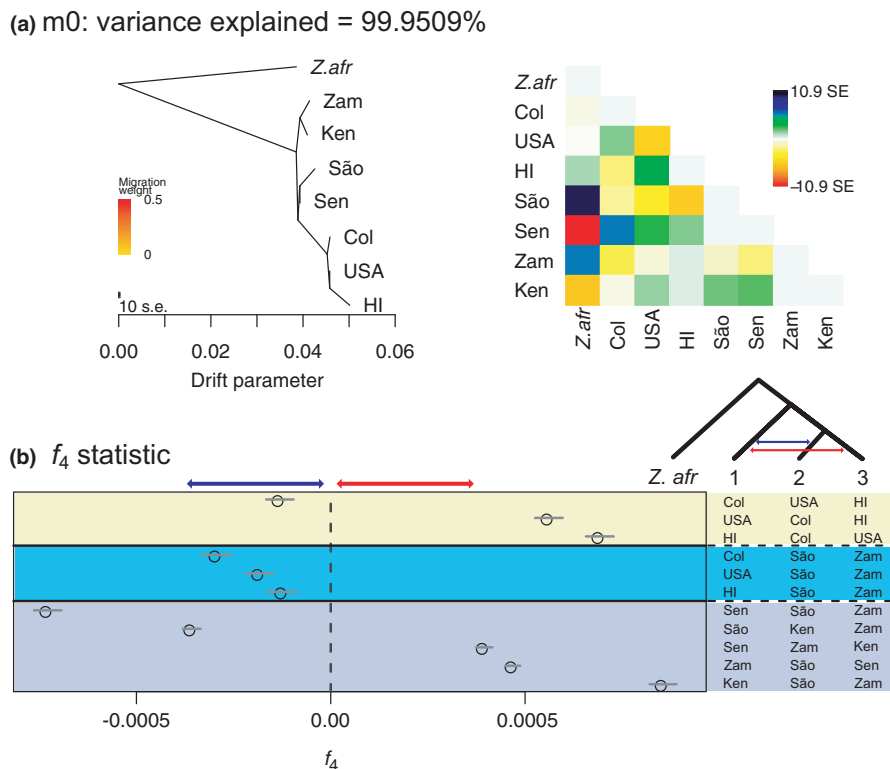 (a) m0: variance explained = 99.9509%
Z.afr
Zam
Ken
São
Sen
Col
USA
HI
Migration
weight
0.5
0
10 s.e.
0.00 0.02 0.04 0.06
Drift parameter
Z.afr
Col
USA
HI
São
Sen
Zam
Ken
Z.afr Col USA HI São Sen Zam Ken
10.9 SE
–10.9 SE
(b) f4 statistic
Z. afr 1 2 3
Col USA HI
USA Col HI
HI Col USA
Col São Zam
USA São Zam
HI São Zam
Sen São Zam
São Ken Zam
Sen Zam Ken
Zam São Sen
Ken São Zam
-0.0005 0.00 0.0005
f4